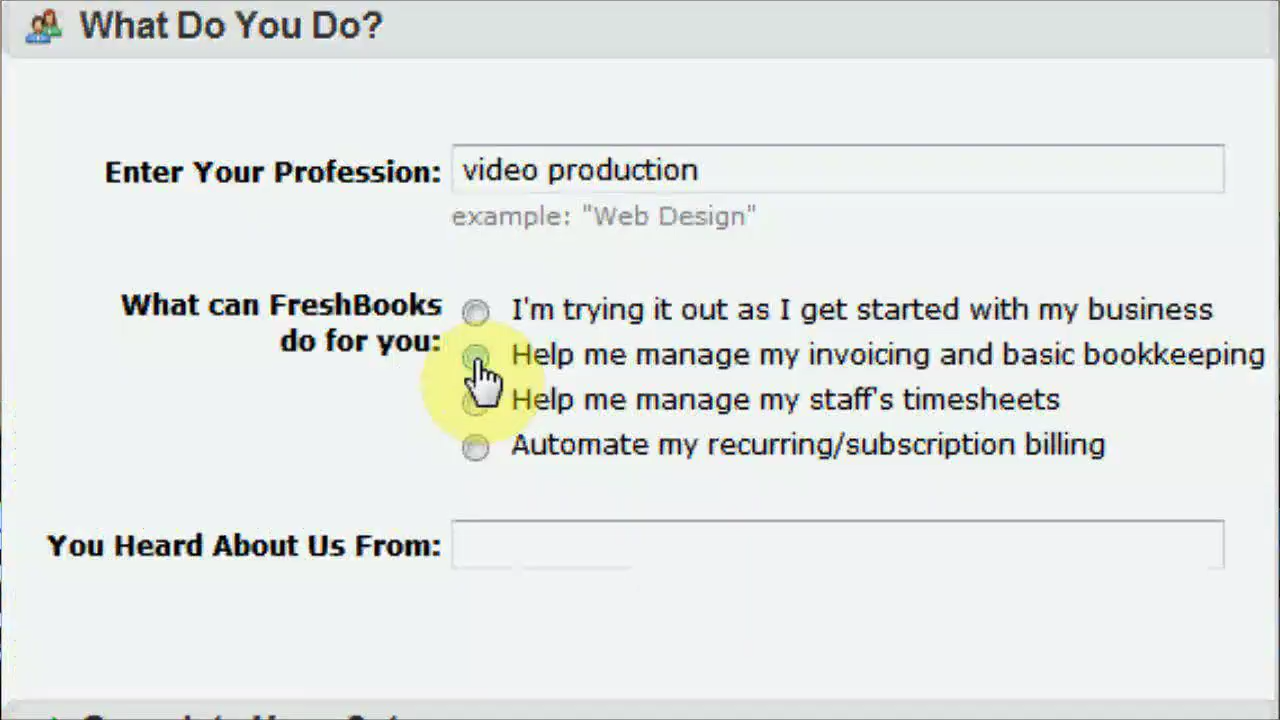 What Do You Do?
Enter Your Profession: video production
example: "Web Design"
What can FreshBooks
do for you:
I'm trying it out as I get started with my business
Help me manage my invoicing and basic bookkeeping
Help me manage my staff's timesheets
Automate my recurring/subscription billing
You Heard About Us From: